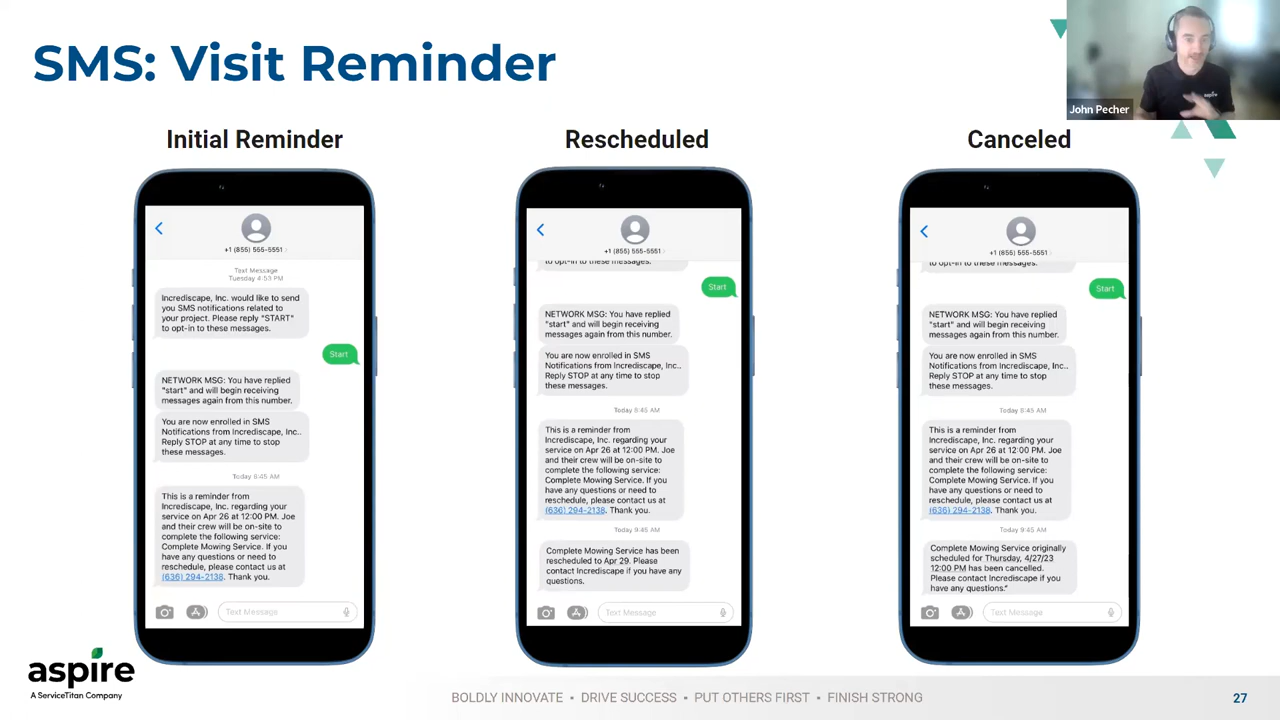 SMS: Visit Reminder
John Pecher
aspire
Initial Reminder
+1 (855) 555-5551
Text Message
Tuesday 4:53 PM
Incrediscape, Inc. would like to send
you SMS notifications related to
your project. Please reply "START"
to opt-in to these messages.
Start
NETWORK MSG: You have replied
"start" and will begin receiving
messages again from this number.
You are now enrolled in SMS
Notifications from Incrediscape, Inc..
Reply STOP at any time to stop
these messages.
Today 9:45 AM
This is a reminder from
Incrediscape, Inc. regarding your
service on Apr 26 at 12:00 PM. Joe
and their crew will be on-site to
complete the following service:
Complete Mowing Service. If you
have any questions or need to
reschedule, please contact us at
(636) 294-2138. Thank you.
Text Message
Rescheduled
+1 (855) 555-5551
to opt-in to these messages.
Start
NETWORK MSG: You have replied
"start" and will begin receiving
messages again from this number.
You are now enrolled in SMS
Notifications from Incrediscape, Inc..
Reply STOP at any time to stop
these messages.
Today 8:45 AM
This is a reminder from
Incrediscape, Inc. regarding your
service on Apr 26 at 12:00 PM. Joe
and their crew will be on-site to
complete the following service:
Complete Mowing Service. If you
have any questions or need to
reschedule, please contact us at
(636) 294-2138. Thank you.
Today 9:45 AM
Complete Mowing Service has been
rescheduled to Apr 29. Please
contact Incrediscape if you have any
questions.
Text Message
Canceled
+1 (855) 555-5551
to opt-in to these messages.
Start
NETWORK MSG: You have replied
"start" and will begin receiving
messages again from this number.
You are now enrolled in SMS
Notifications from Incrediscape, Inc..
Reply STOP at any time to stop
these messages.
Today 8:45 AM
This is a reminder from
Incrediscape, Inc. regarding your
service on Apr 26 at 12:00 PM. Joe
and their crew will be on-site to
complete the following service:
Complete Mowing Service. If you
have any questions or need to
reschedule, please contact us at
(636) 294-2138. Thank you.
Today 9:45 AM
Complete Mowing Service originally
scheduled for Thursday, 4/27/23
12:00 PM has been cancelled.
Please contact Incrediscape if you
have any questions."
Text Message
aspire
A ServiceTitan Company
BOLDLY INNOVATE • DRIVE SUCCESS • PUT OTHERS FIRST • FINISH STRONG
27